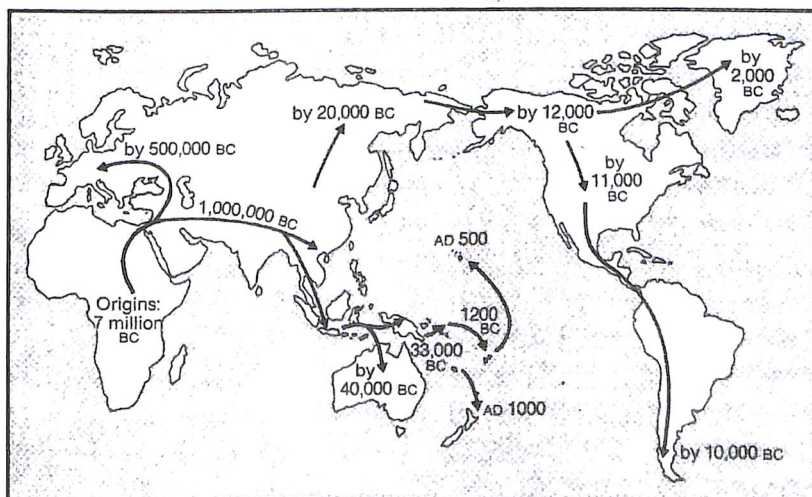 by
2,000
BC
by 20,000 BC
by 12,000
BC
by 500,000 BC
by
11,000
BC
1,000,000 BC
AD 500
Origins:
7 million
BC
1200
BC
33,000
BC
by
40,000 BC
AD 1000
by 10,000 BC